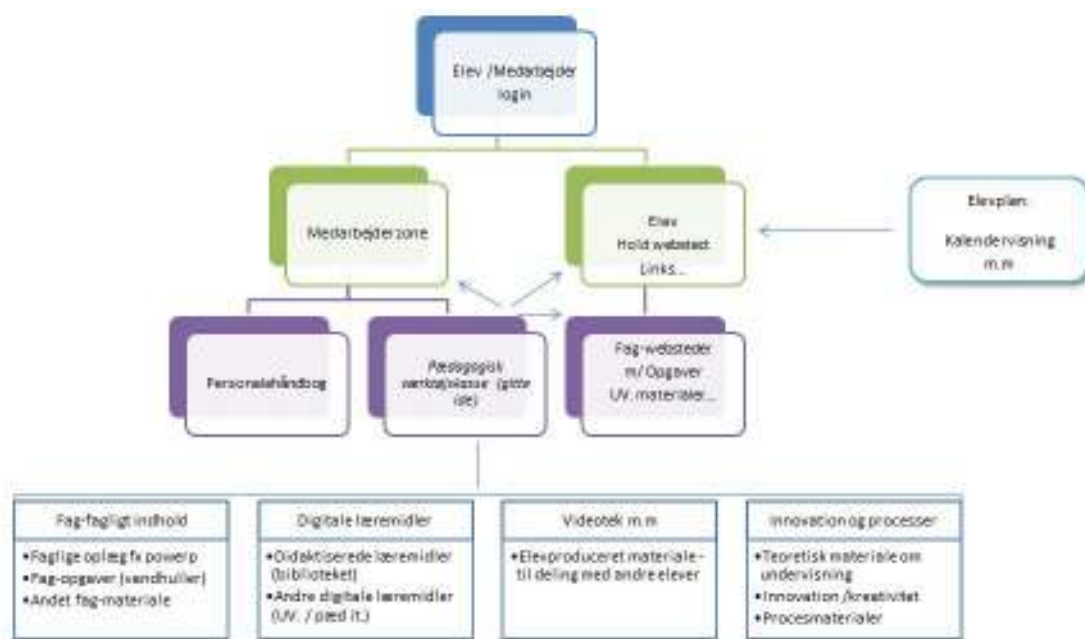 Elev /Medarbejder
login
Medarbejderzone
Elev
Hold websted
Links...
Elevplan:
Kalendervisning
m.m
Personalehåndbog
Pædagogisk
værktøjskasse (gitte
ide)
Fag-websteder
m/ Opgaver
UV. materialer...
Fag-fagligt indhold
•Faglige oplæg fx powerp
•Fag-opgaver (vandhuller)
•Andet fag-materiale
Digitale læremidler
•Didaktiserede læremidler
(biblioteket)
•Andre digitale læremidler
(UV. / pæd it.)
Videotek m.m
•Elevproduceret materiale -
til deling med andre elever
Innovation og processer
•Teoretisk materiale om
undervisning
•Innovation /kreativitet
•Procesmaterialer